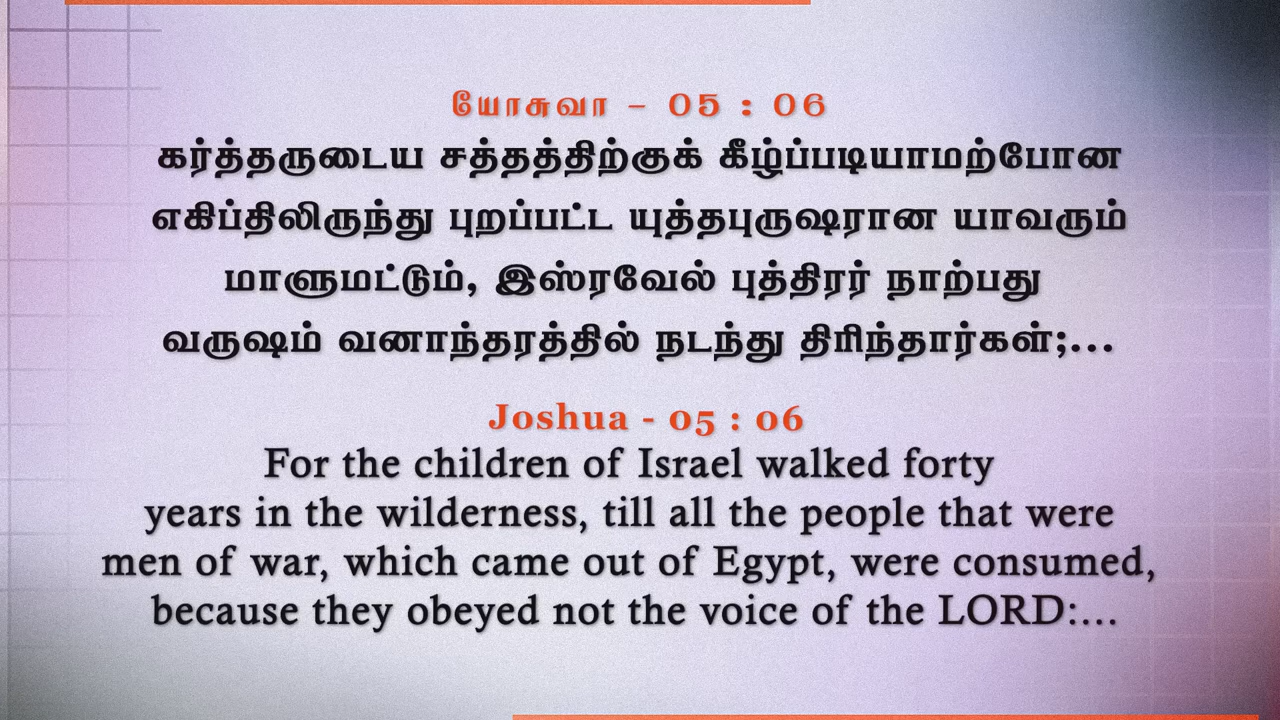 யோசுவா - 05 : 06
கர்த்தருடைய சத்தத்திற்குக் கீழ்ப்படியாமற்போன
எகிப்திலிருந்து புறப்பட்ட யுத்தபுருஷரான யாவரும்
மாளுமட்டும், இஸ்ரவேல் புத்திரர் நாற்பது
வருஷம் வனாந்தரத்தில் நடந்து திரிந்தார்கள்;...
Joshua - 05 : 06
For the children of Israel walked forty
years in the wilderness, till all the people that were
men of war, which came out of Egypt, were consumed,
because they obeyed not the voice of the LORD:...